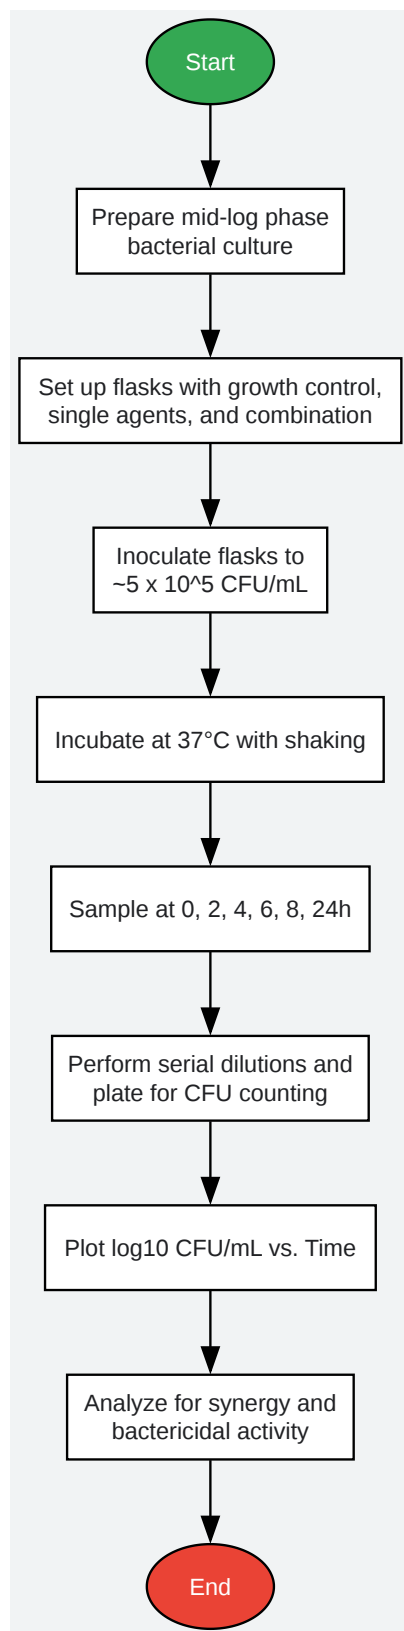 Start
Prepare mid-log phase
bacterial culture
Set up flasks with growth control,
single agents, and combination
Inoculate flasks to
~5 x 10^5 CFU/mL
Incubate at 37°C with shaking
Sample at 0, 2, 4, 6, 8, 24h
Perform serial dilutions and
plate for CFU counting
Plot log10 CFU/mL vs. Time
Analyze for synergy and
bactericidal activity
End